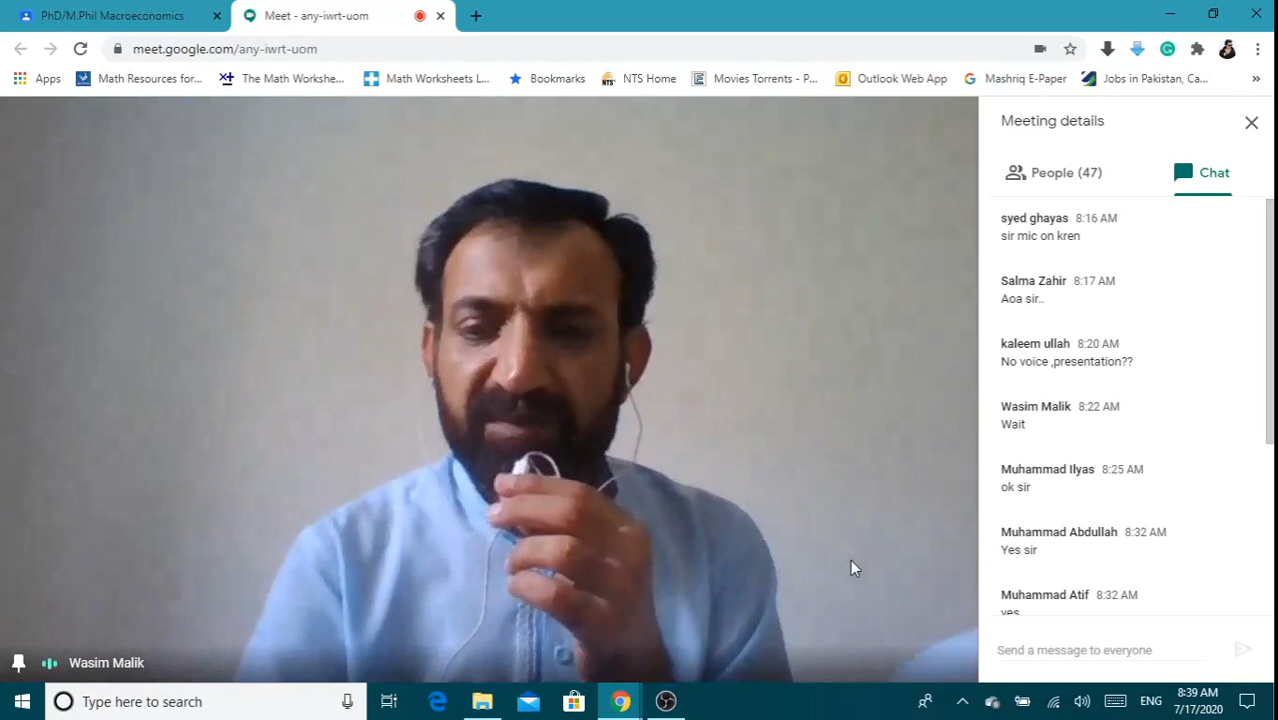 PhD/M.Phil Macroeconomics
Meet - any-iwrt-uom
meet.google.com/any-iwrt-uom
Apps
Math Resources for...
The Math Workshe...
Math Worksheets L...
Bookmarks
NTS
NTS Home
Movies Torrents - P...
Outlook Web App
Mashriq E-Paper
Jobs in Pakistan, Ca...
»
Meeting details
People (47)
Chat
syed ghayas 8:16 AM
sir mic on kren
Salma Zahir 8:17 AM
Aoa sir..
kaleem ullah 8:20 AM
No voice ,presentation??
Wasim Malik 8:22 AM
Wait
Muhammad Ilyas 8:25 AM
ok sir
Muhammad Abdullah 8:32 AM
Yes sir
Muhammad Atif 8:32 AM
yes
Send a message to everyone
Wasim Malik
Type here to search
ENG
8:39 AM
7/17/2020